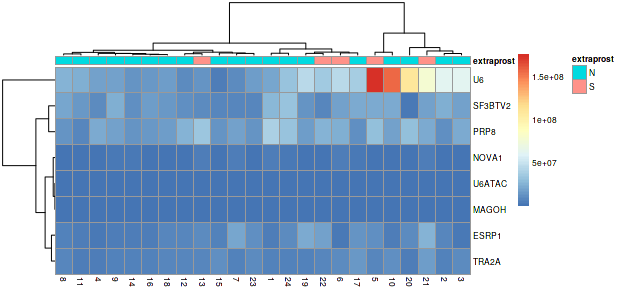 extraprost extraprost
U6 1.5e+08 N
SF3BTV2 S
PRP8 1e+08
NOVA1 5e+07
U6ATAC
MAGOH
ESRP1
TRA2A
8 11 4 9 14 16 18 12 13 15 7 23 1 24 19 22 6 17 5 10 20 21 2 3